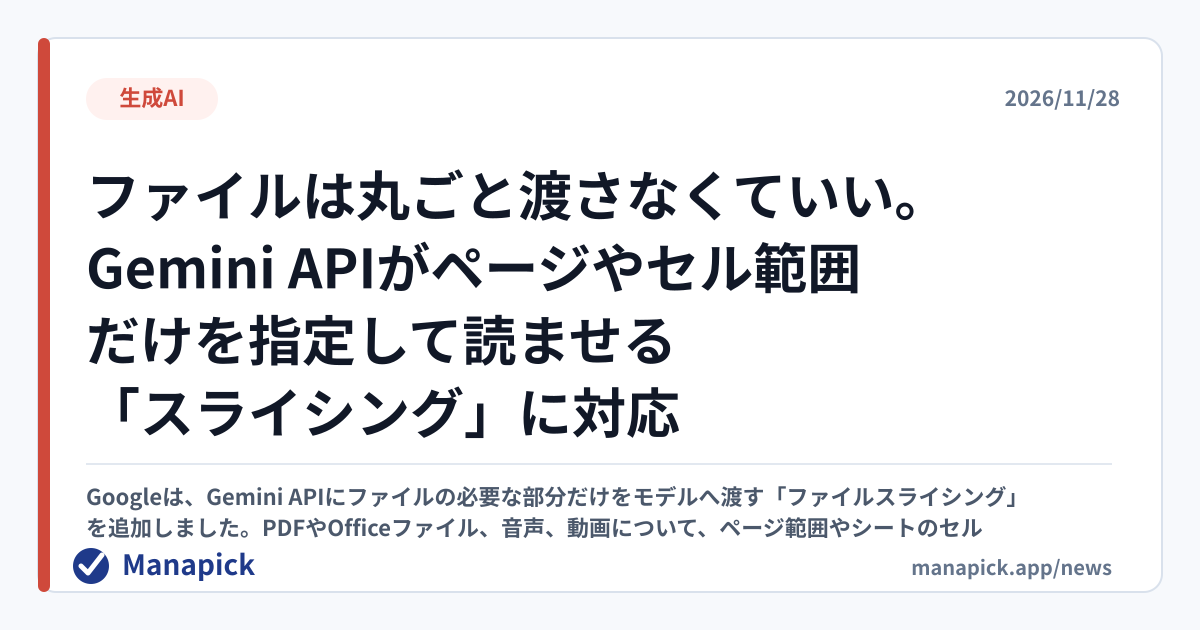 生成AI
2026/11/28
ファイルは丸ごと渡さなくていい。
Gemini APIがページやセル範囲
だけを指定して読ませる
「スライシング」に対応
Googleは、Gemini APIにファイルの必要な部分だけをモデルへ渡す「ファイルスライシング」
を追加しました。PDFやOfficeファイル、音声、動画について、ページ範囲やシートのセル
Manapick
manapick.app/news